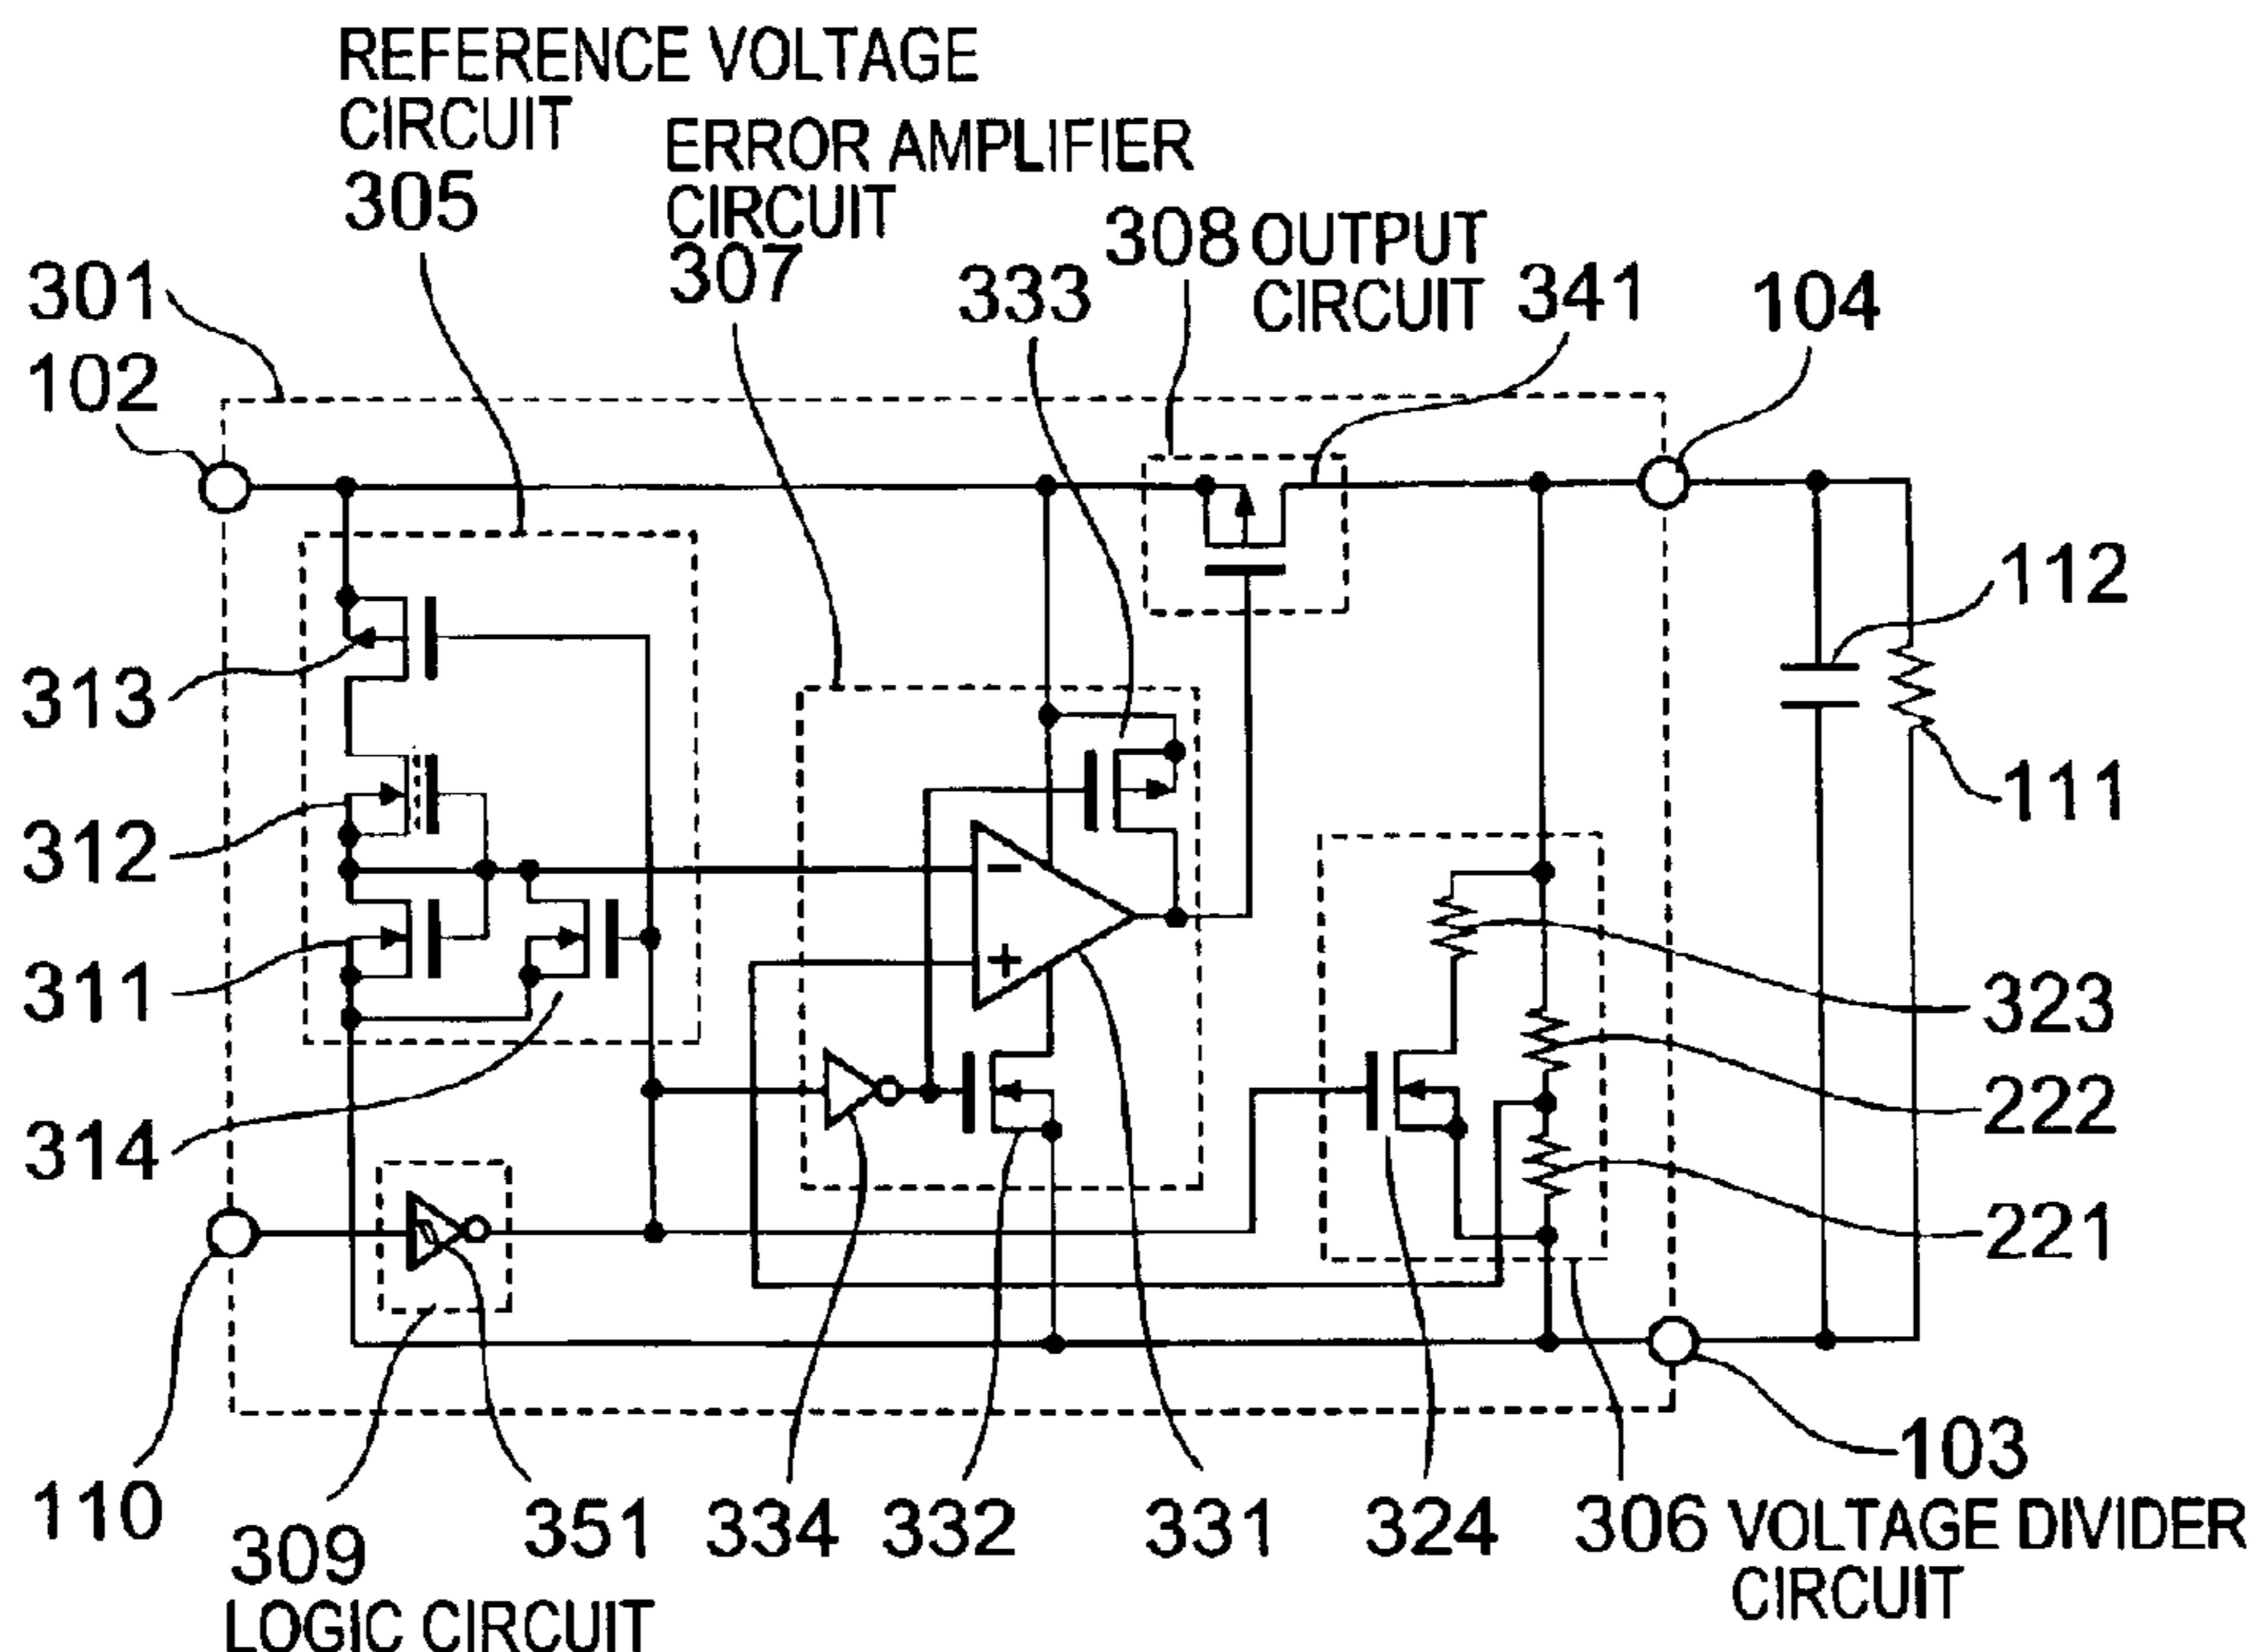 REFERENCE VOLTAGE
CIRCUIT
305
ERROR AMPLIFIER
CIRCUIT
307
308 OUTPUT
CIRCUIT
333
341
104
301
102
112
313
111
312
311
323
314
222
221
110
309
LOGIC CIRCUIT
351
334
332
331
324
103
306 VOLTAGE DIVIDER
CIRCUIT
−
+